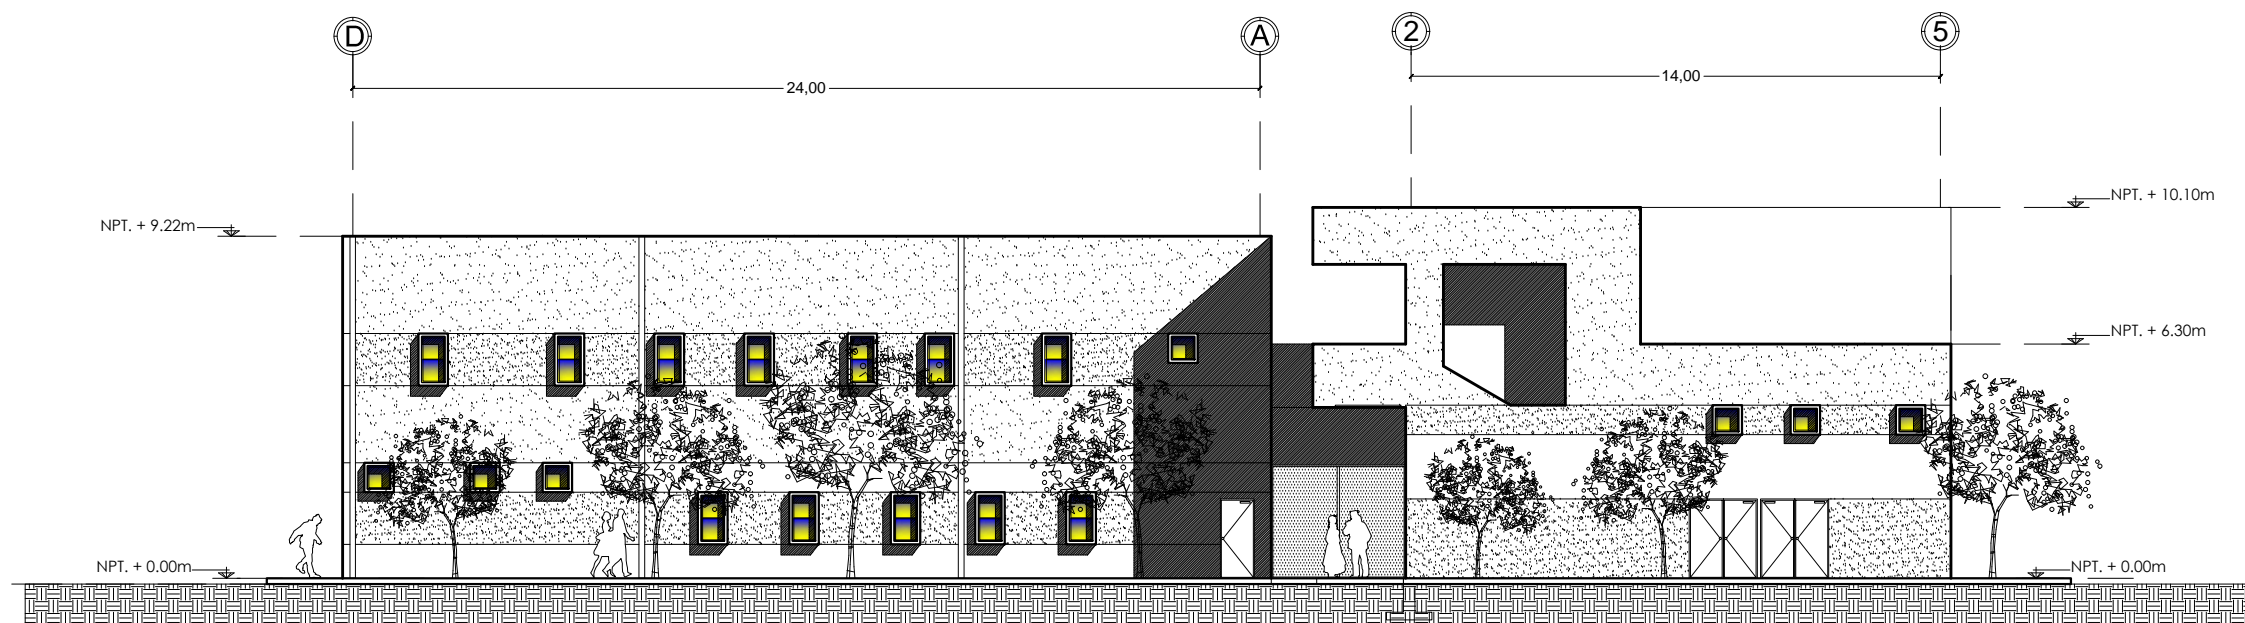 D
A
2
5
24,00
14,00
NPT. + 10.10m
NPT. + 9.22m
NPT. + 6.30m
NPT. + 0.00m
NPT. + 0.00m